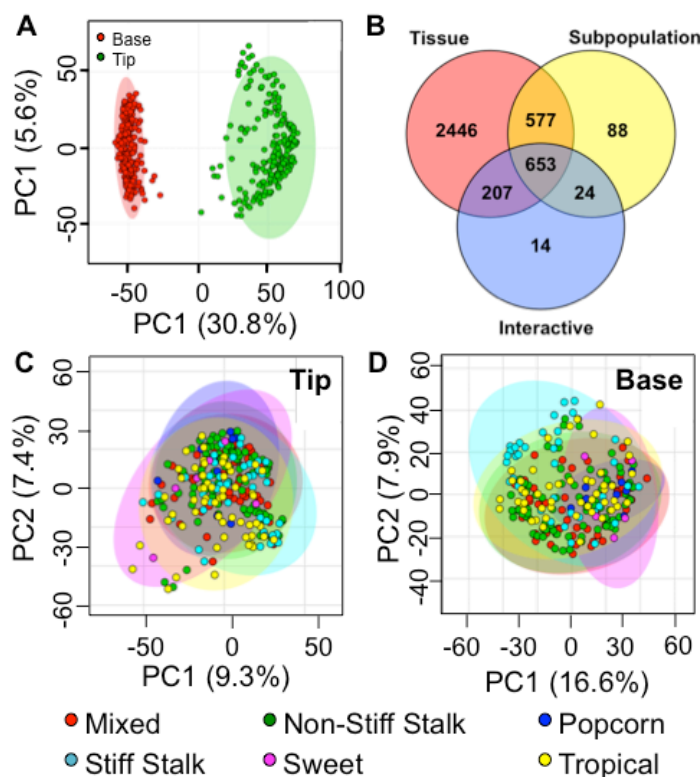 A
B
Base
Tip
PC1 (5.6%)
50
0
-50
-50
0
50
100
PC1 (30.8%)
Tissue
Subpopulation
2446
577
88
653
207
24
14
Interactive
C
Tip
PC2 (7.4%)
60
30
0
-30
-60
-50
0
50
PC1 (9.3%)
D
Base
PC2 (7.9%)
60
40
20
0
-20
-40
-60
-30
0
30
60
PC1 (16.6%)
Mixed
Non-Stiff Stalk
Popcorn
Stiff Stalk
Sweet
Tropical